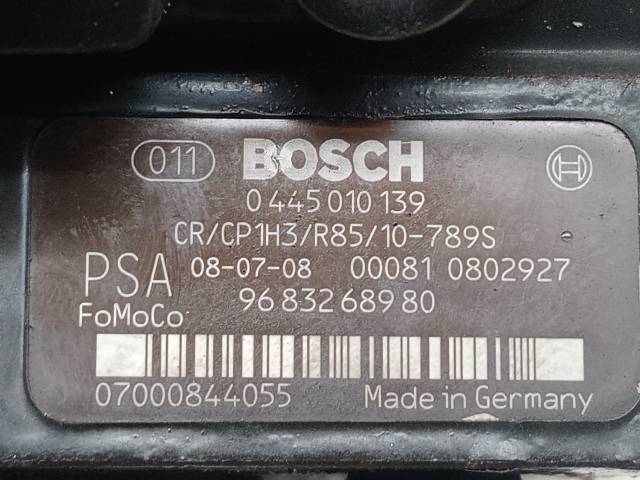 011 BOSCH
0 445 010 139
CR/CP1H3/R85/10-789S
PSA 08-07-08 00081 0802927
FoMoCo 96 832 689 80
07000844055 Made in Germany